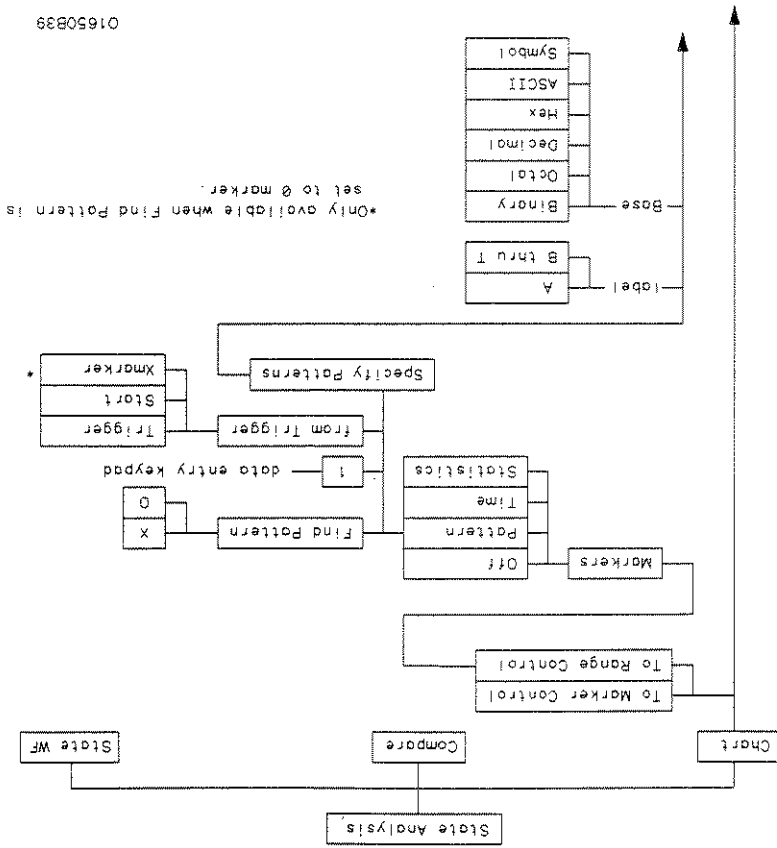 State Analysis,
Chart
Compare
State WF
To Marker Control
To Range Control
Markers
Off
Pattern
Time
Statistics
Find Pattern
X
O
1
data entry keypad
from Trigger
Trigger
Start
Xmarker
*
Specify Patterns
label
A
B thru T
Base
Binary
Octal
Decimal
Hex
ASCII
Symbol
*Only available when Find Pattern is
set to 0 marker.
01650B39